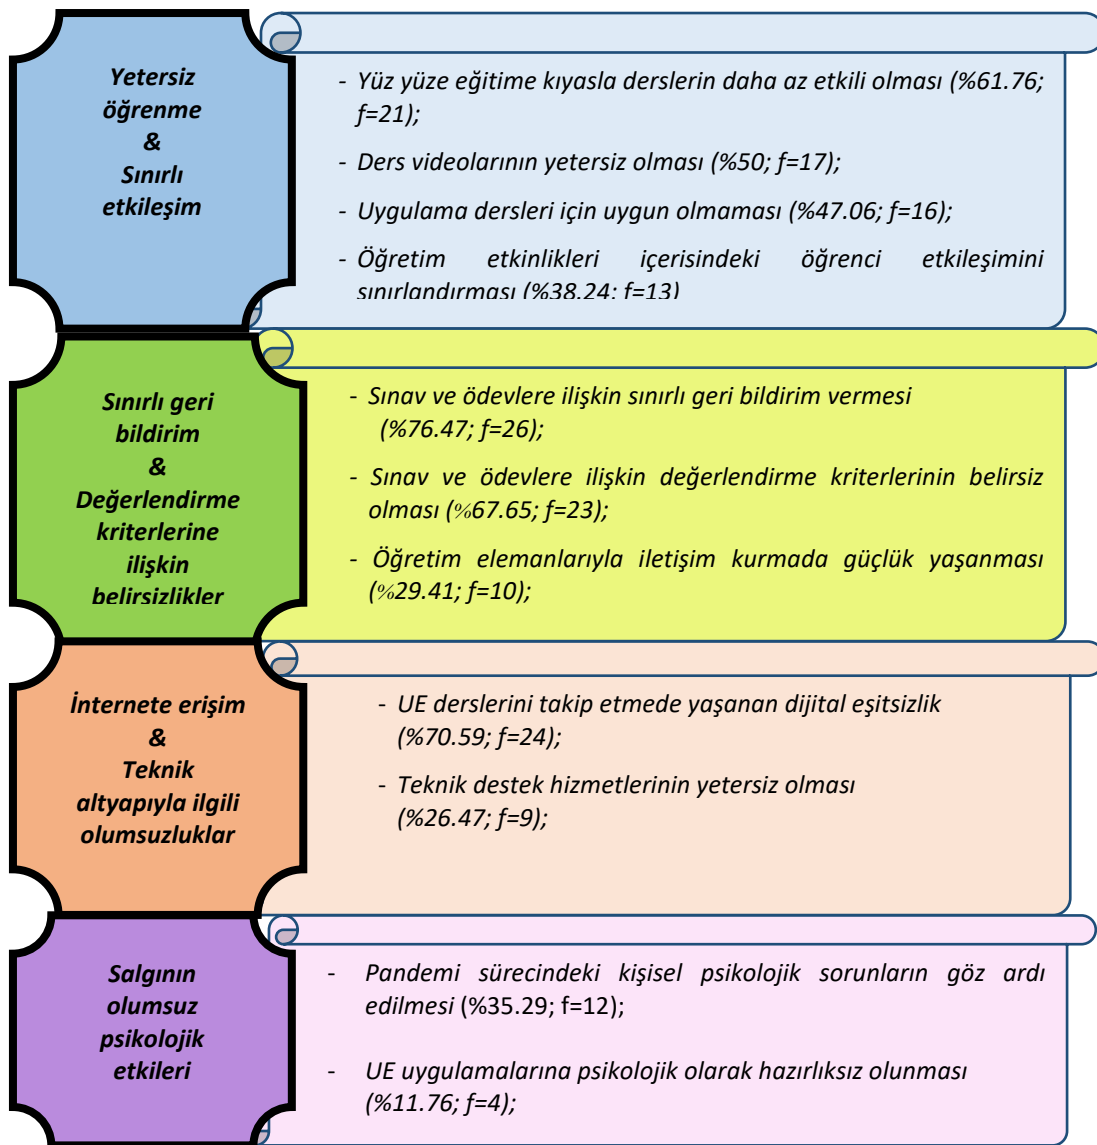 Yetersiz
öğrenme
&
Sınırlı
etkileşim
- Yüz yüze eğitime kıyasla derslerin daha az etkili olması (%61.76;
f=21);
- Ders videolarının yetersiz olması (%50; f=17);
- Uygulama dersleri için uygun olmaması (%47.06; f=16);
- Öğretim etkinlikleri içerisindeki öğrenci etkileşimini
sınırlandırması (%38.24; f=13)
Sınırlı geri
bildirim
&
Değerlendirme
kriterlerine
ilişkin
belirsizlikler
- Sınav ve ödevlere ilişkin sınırlı geri bildirim vermesi
(%76.47; f=26);
- Sınav ve ödevlere ilişkin değerlendirme kriterlerinin belirsiz
olması (%67.65; f=23);
- Öğretim elemanlarıyla iletişim kurmada güçlük yaşanması
(%29.41; f=10);
İnternete erişim
&
Teknik
altyapıyla ilgili
olumsuzluklar
- UE derslerini takip etmede yaşanan dijital eşitsizlik
(%70.59; f=24);
- Teknik destek hizmetlerinin yetersiz olması
(%26.47; f=9);
Salgının
olumsuz
psikolojik
etkileri
- Pandemi sürecindeki kişisel psikolojik sorunların göz ardı
edilmesi (%35.29; f=12);
- UE uygulamalarına psikolojik olarak hazırlıksız olunması
(%11.76; f=4);